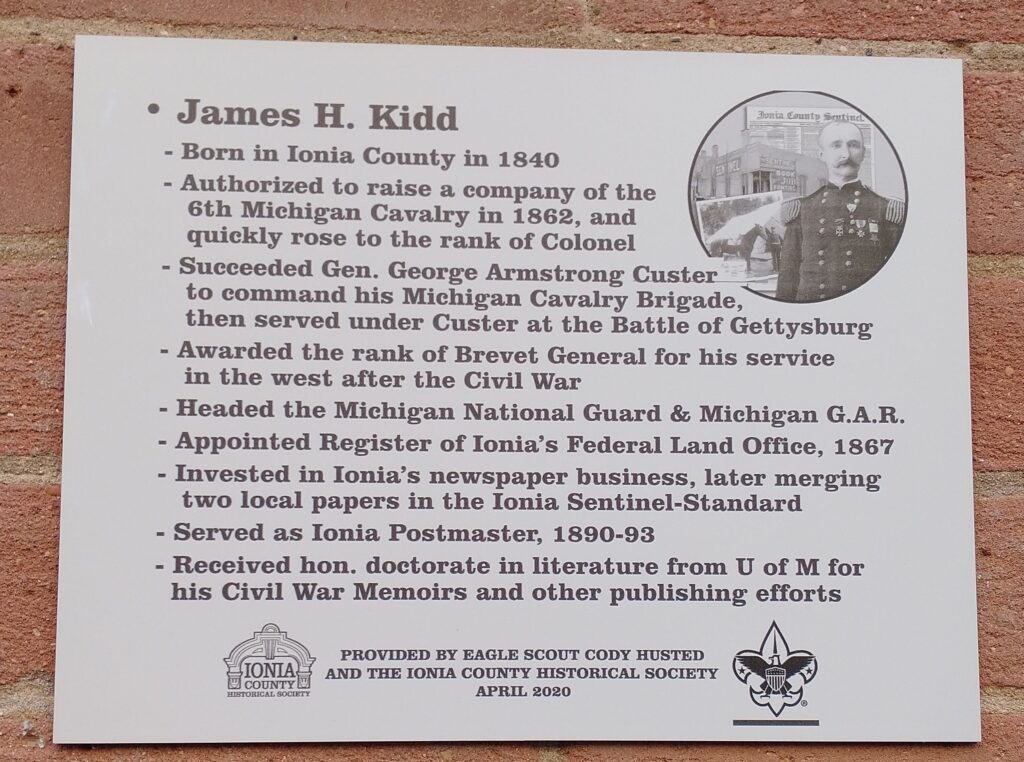 • James H. Kidd
- Born in Ionia County in 1840
- Authorized to raise a company of the
6th Michigan Cavalry in 1862, and
quickly rose to the rank of Colonel
- Succeeded Gen. George Armstrong Custer
to command his Michigan Cavalry Brigade,
then served under Custer at the Battle of Gettysburg
- Awarded the rank of Brevet General for his service
in the west after the Civil War
- Headed the Michigan National Guard & Michigan G.A.R.
- Appointed Register of Ionia's Federal Land Office, 1867
- Invested in Ionia's newspaper business, later merging
two local papers in the Ionia Sentinel-Standard
- Served as Ionia Postmaster, 1890-93
- Received hon. doctorate in literature from U of M for
his Civil War Memoirs and other publishing efforts
Ionia County Sentinel
SENTINEL
BOOK
IONIA
COUNTY
HISTORICAL SOCIETY
PROVIDED BY EAGLE SCOUT CODY HUSTED
AND THE IONIA COUNTY HISTORICAL SOCIETY
APRIL 2020
®